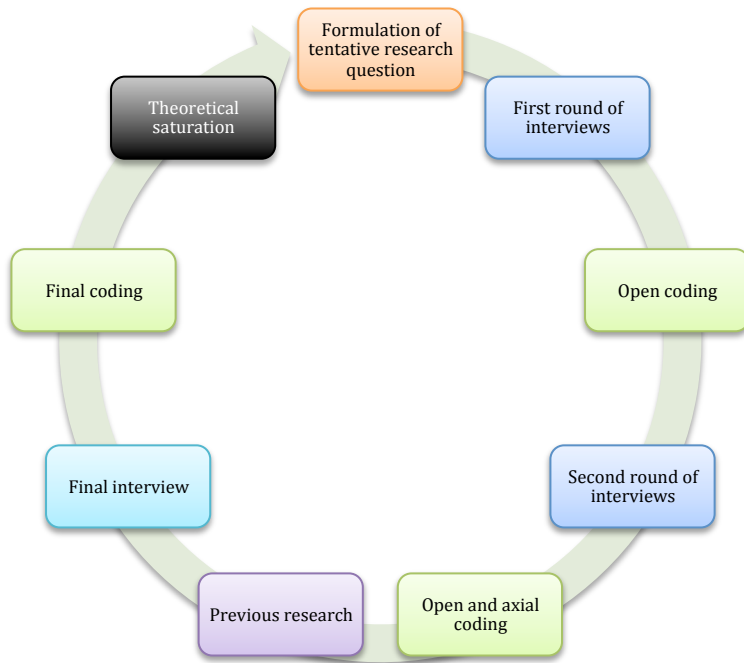 Formulation of
tentative research
question
First round of
interviews
Open coding
Second round of
interviews
Open and axial
coding
Previous research
Final interview
Final coding
Theoretical
saturation